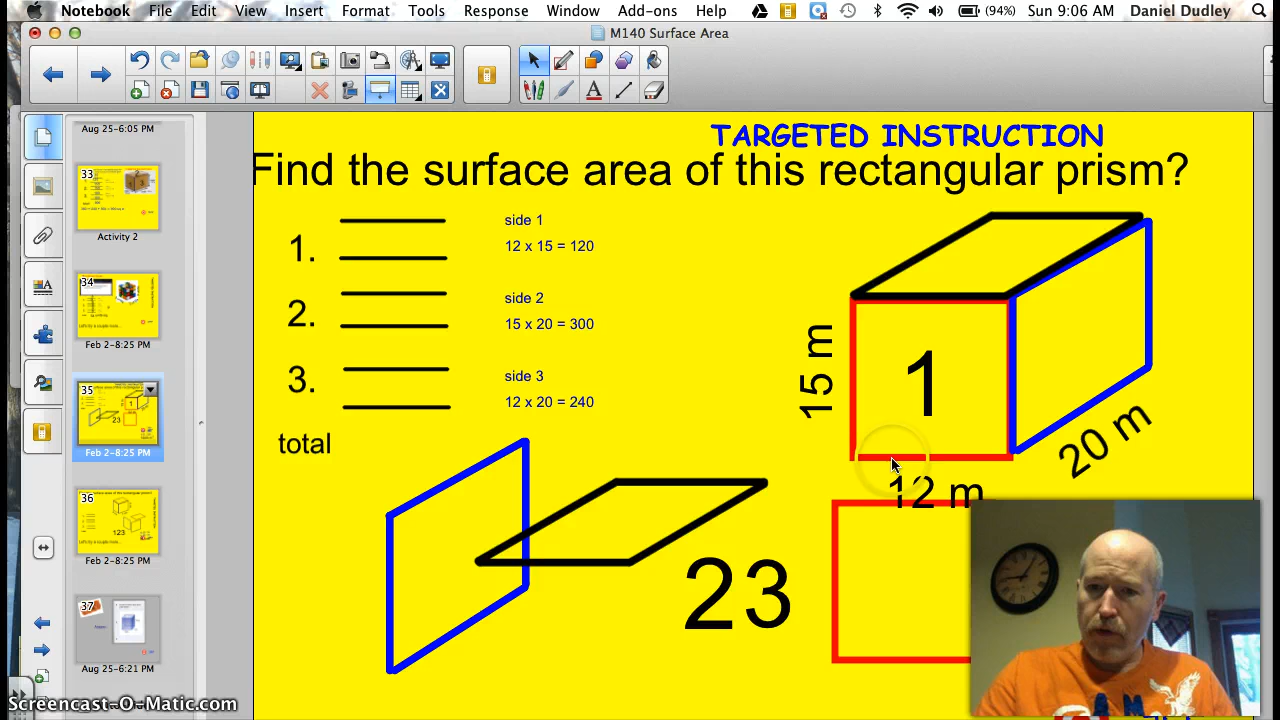 Notebook File Edit View Insert Format Tools Response Window Add-ons Help (94%) Sun 9:06 AM Daniel Dudley
M140 Surface Area
Aug 25-6:05 PM
33
Activity 2
34
Feb 2-8:25 PM
35
Feb 2-8:25 PM
36
Feb 2-8:25 PM
37
Aug 25-6:21 PM
TARGETED INSTRUCTION
Find the surface area of this rectangular prism?
1.
side 1
12 x 15 = 120
2.
side 2
15 x 20 = 300
3.
side 3
12 x 20 = 240
total
15 m
1
20 m
12 m
23
Screencast-O-Matic.com